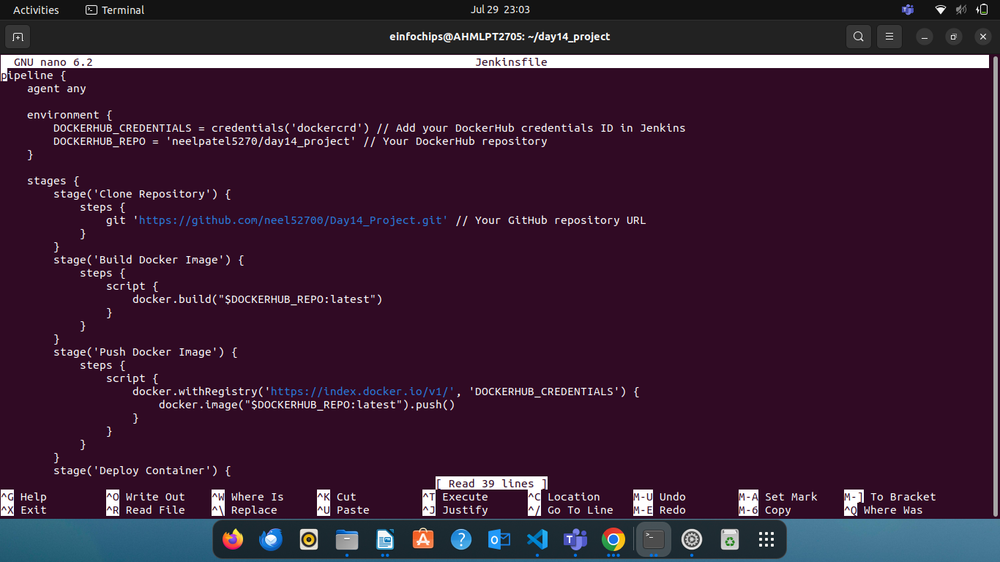 Activities Terminal Jul 29 23:03
einfochips@AHMLPT2705: ~/day14_project
GNU nano 6.2 Jenkinsfile
pipeline {
    agent any

    environment {
        DOCKERHUB_CREDENTIALS = credentials('dockercrd') // Add your DockerHub credentials ID in Jenkins
        DOCKERHUB_REPO = 'neelpatel5270/day14_project' // Your DockerHub repository
    }

    stages {
        stage('Clone Repository') {
            steps {
                git 'https://github.com/neel52700/Day14_Project.git' // Your GitHub repository URL
            }
        }
        stage('Build Docker Image') {
            steps {
                script {
                    docker.build("$DOCKERHUB_REPO:latest")
                }
            }
        }
        stage('Push Docker Image') {
            steps {
                script {
                    docker.withRegistry('https://index.docker.io/v1/', 'DOCKERHUB_CREDENTIALS') {
                        docker.image("$DOCKERHUB_REPO:latest").push()
                    }
                }
            }
        }
        stage('Deploy Container') {
[ Read 39 lines ]
^G Help ^O Write Out ^W Where Is ^K Cut ^T Execute ^C Location M-U Undo M-A Set Mark M-] To Bracket
^X Exit ^R Read File ^\ Replace ^U Paste ^J Justify ^/ Go To Line M-E Redo M-6 Copy ^Q Where Was